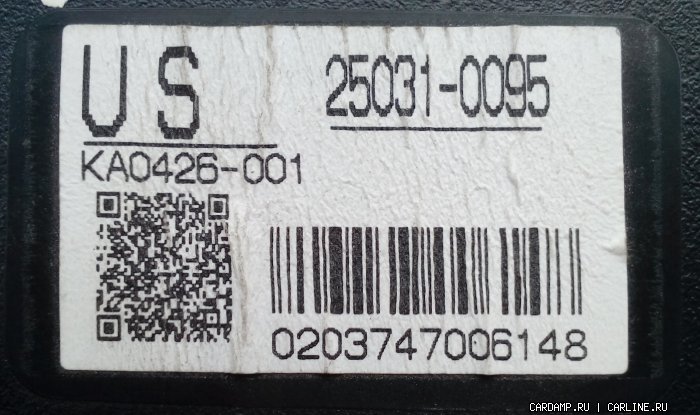 US 25031-0095
KA0426-001
0203747006148
CARDAMP.RU | CARLINE.RU